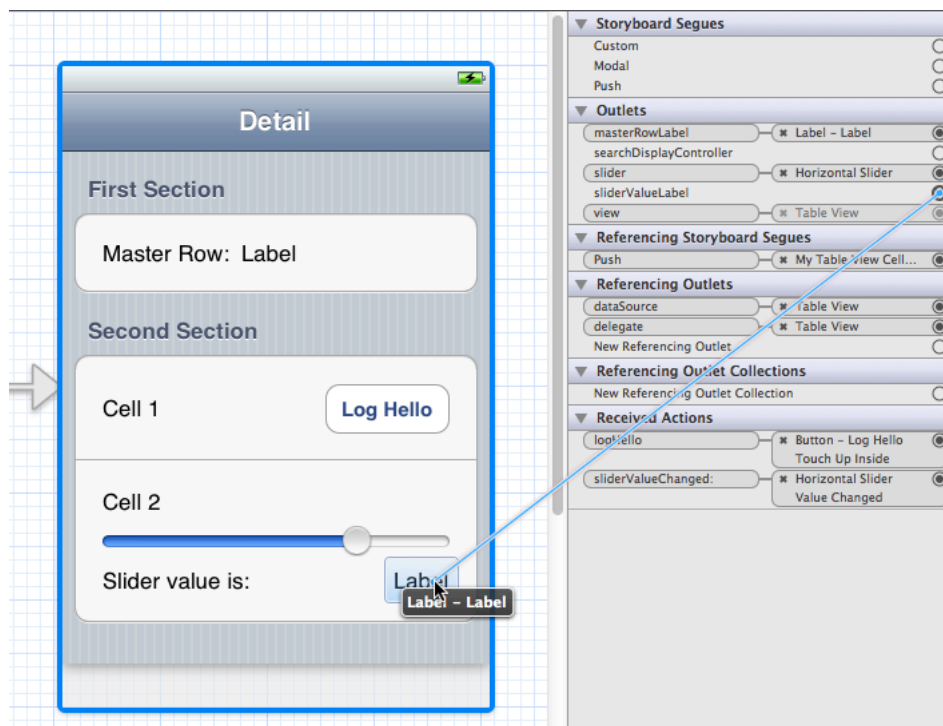 Detail
First Section
Master Row: Label
Second Section
Cell 1
Log Hello
Cell 2
Slider value is:
Label
Label – Label
Storyboard Segues
Custom
Modal
Push
Outlets
masterRowLabel
Label – Label
searchDisplayController
slider
Horizontal Slider
sliderValueLabel
view
Table View
Referencing Storyboard Segues
Push
My Table View Cell...
Referencing Outlets
dataSource
Table View
delegate
Table View
New Referencing Outlet
Referencing Outlet Collections
New Referencing Outlet Collection
Received Actions
logHello
Button – Log Hello
Touch Up Inside
sliderValueChanged:
Horizontal Slider
Value Changed